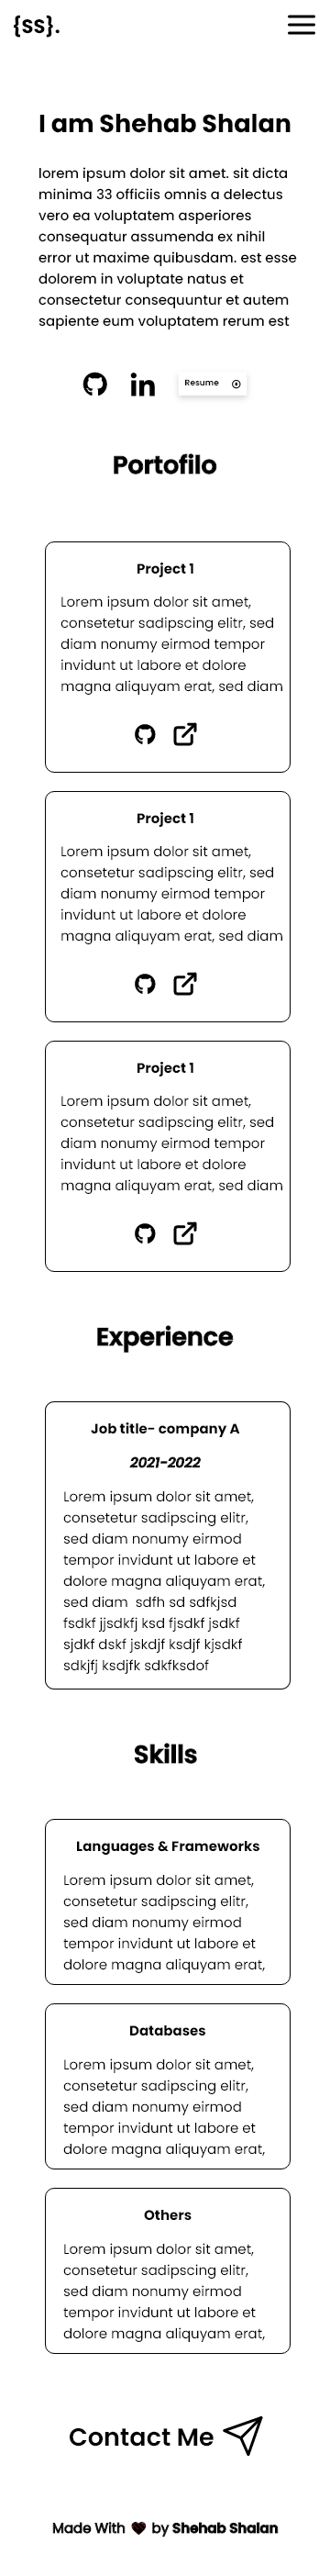 {ss}.
I am Shehab Shalan
lorem ipsum dolor sit amet. sit dicta
minima 33 officiis omnis a delectus
vero ea voluptatem asperiores
consequatur assumenda ex nihil
error ut maxime quibusdam. est esse
dolorem in voluptate natus et
consectetur consequuntur et autem
sapiente eum voluptatem rerum est
Resume
Portofilo
Project 1
Lorem ipsum dolor sit amet,
consetetur sadipscing elitr, sed
diam nonumy eirmod tempor
invidunt ut labore et dolore
magna aliquyam erat, sed diam
Project 1
Lorem ipsum dolor sit amet,
consetetur sadipscing elitr, sed
diam nonumy eirmod tempor
invidunt ut labore et dolore
magna aliquyam erat, sed diam
Project 1
Lorem ipsum dolor sit amet,
consetetur sadipscing elitr, sed
diam nonumy eirmod tempor
invidunt ut labore et dolore
magna aliquyam erat, sed diam
Experience
Job title- company A
2021-2022
Lorem ipsum dolor sit amet,
consetetur sadipscing elitr,
sed diam nonumy eirmod
tempor invidunt ut labore et
dolore magna aliquyam erat,
sed diam  sdfh sd sdfkjsd
fsdkf jjsdkfj ksd fjsdkf jsdkf
sjdkf dskf jskdjf ksdjf kjsdkf
sdkjfj ksdjfk sdkfksdof
Skills
Languages & Frameworks
Lorem ipsum dolor sit amet,
consetetur sadipscing elitr,
sed diam nonumy eirmod
tempor invidunt ut labore et
dolore magna aliquyam erat,
Databases
Lorem ipsum dolor sit amet,
consetetur sadipscing elitr,
sed diam nonumy eirmod
tempor invidunt ut labore et
dolore magna aliquyam erat,
Others
Lorem ipsum dolor sit amet,
consetetur sadipscing elitr,
sed diam nonumy eirmod
tempor invidunt ut labore et
dolore magna aliquyam erat,
Contact Me
Made With ❤ by Shehab Shalan